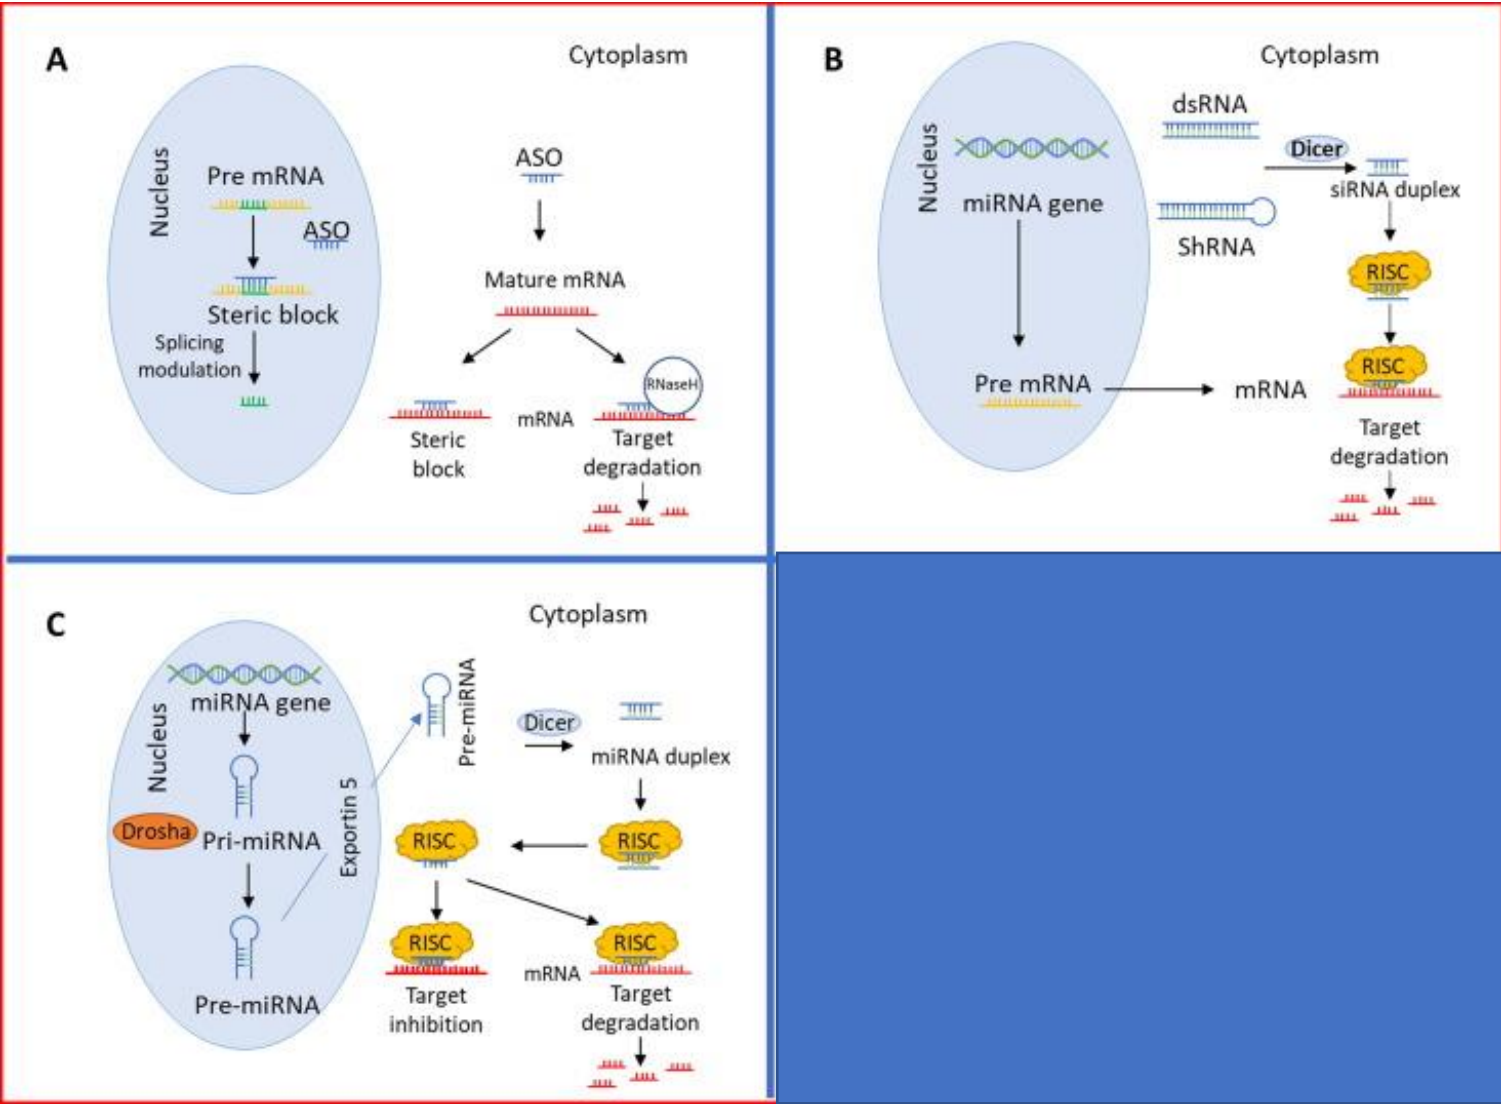 A
Cytoplasm
Nucleus
Pre mRNA
ASO
Steric block
Splicing
modulation
ASO
Mature mRNA
RNaseH
mRNA
Steric
block
Target
degradation
B
Cytoplasm
Nucleus
miRNA gene
Pre mRNA
mRNA
dsRNA
ShRNA
Dicer
siRNA duplex
RISC
RISC
Target
degradation
C
Cytoplasm
Nucleus
miRNA gene
Drosha
Pri-miRNA
Pre-miRNA
Exportin 5
Pre-miRNA
Dicer
miRNA duplex
RISC
RISC
RISC
Target
inhibition
mRNA
RISC
Target
degradation